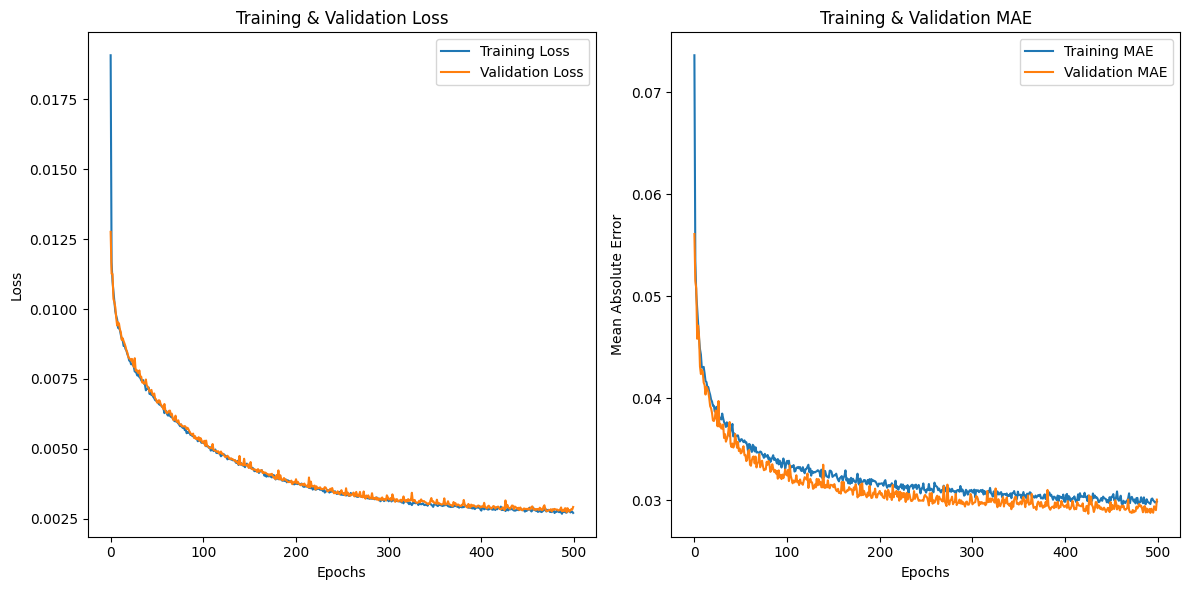 Training & Validation Loss
Training Loss
Validation Loss
0.0175
0.0150
0.0125
0.0100
0.0075
0.0050
0.0025
Loss
0 100 200 300 400 500
Epochs
Training & Validation MAE
Training MAE
Validation MAE
0.07
0.06
0.05
0.04
0.03
Mean Absolute Error
0 100 200 300 400 500
Epochs